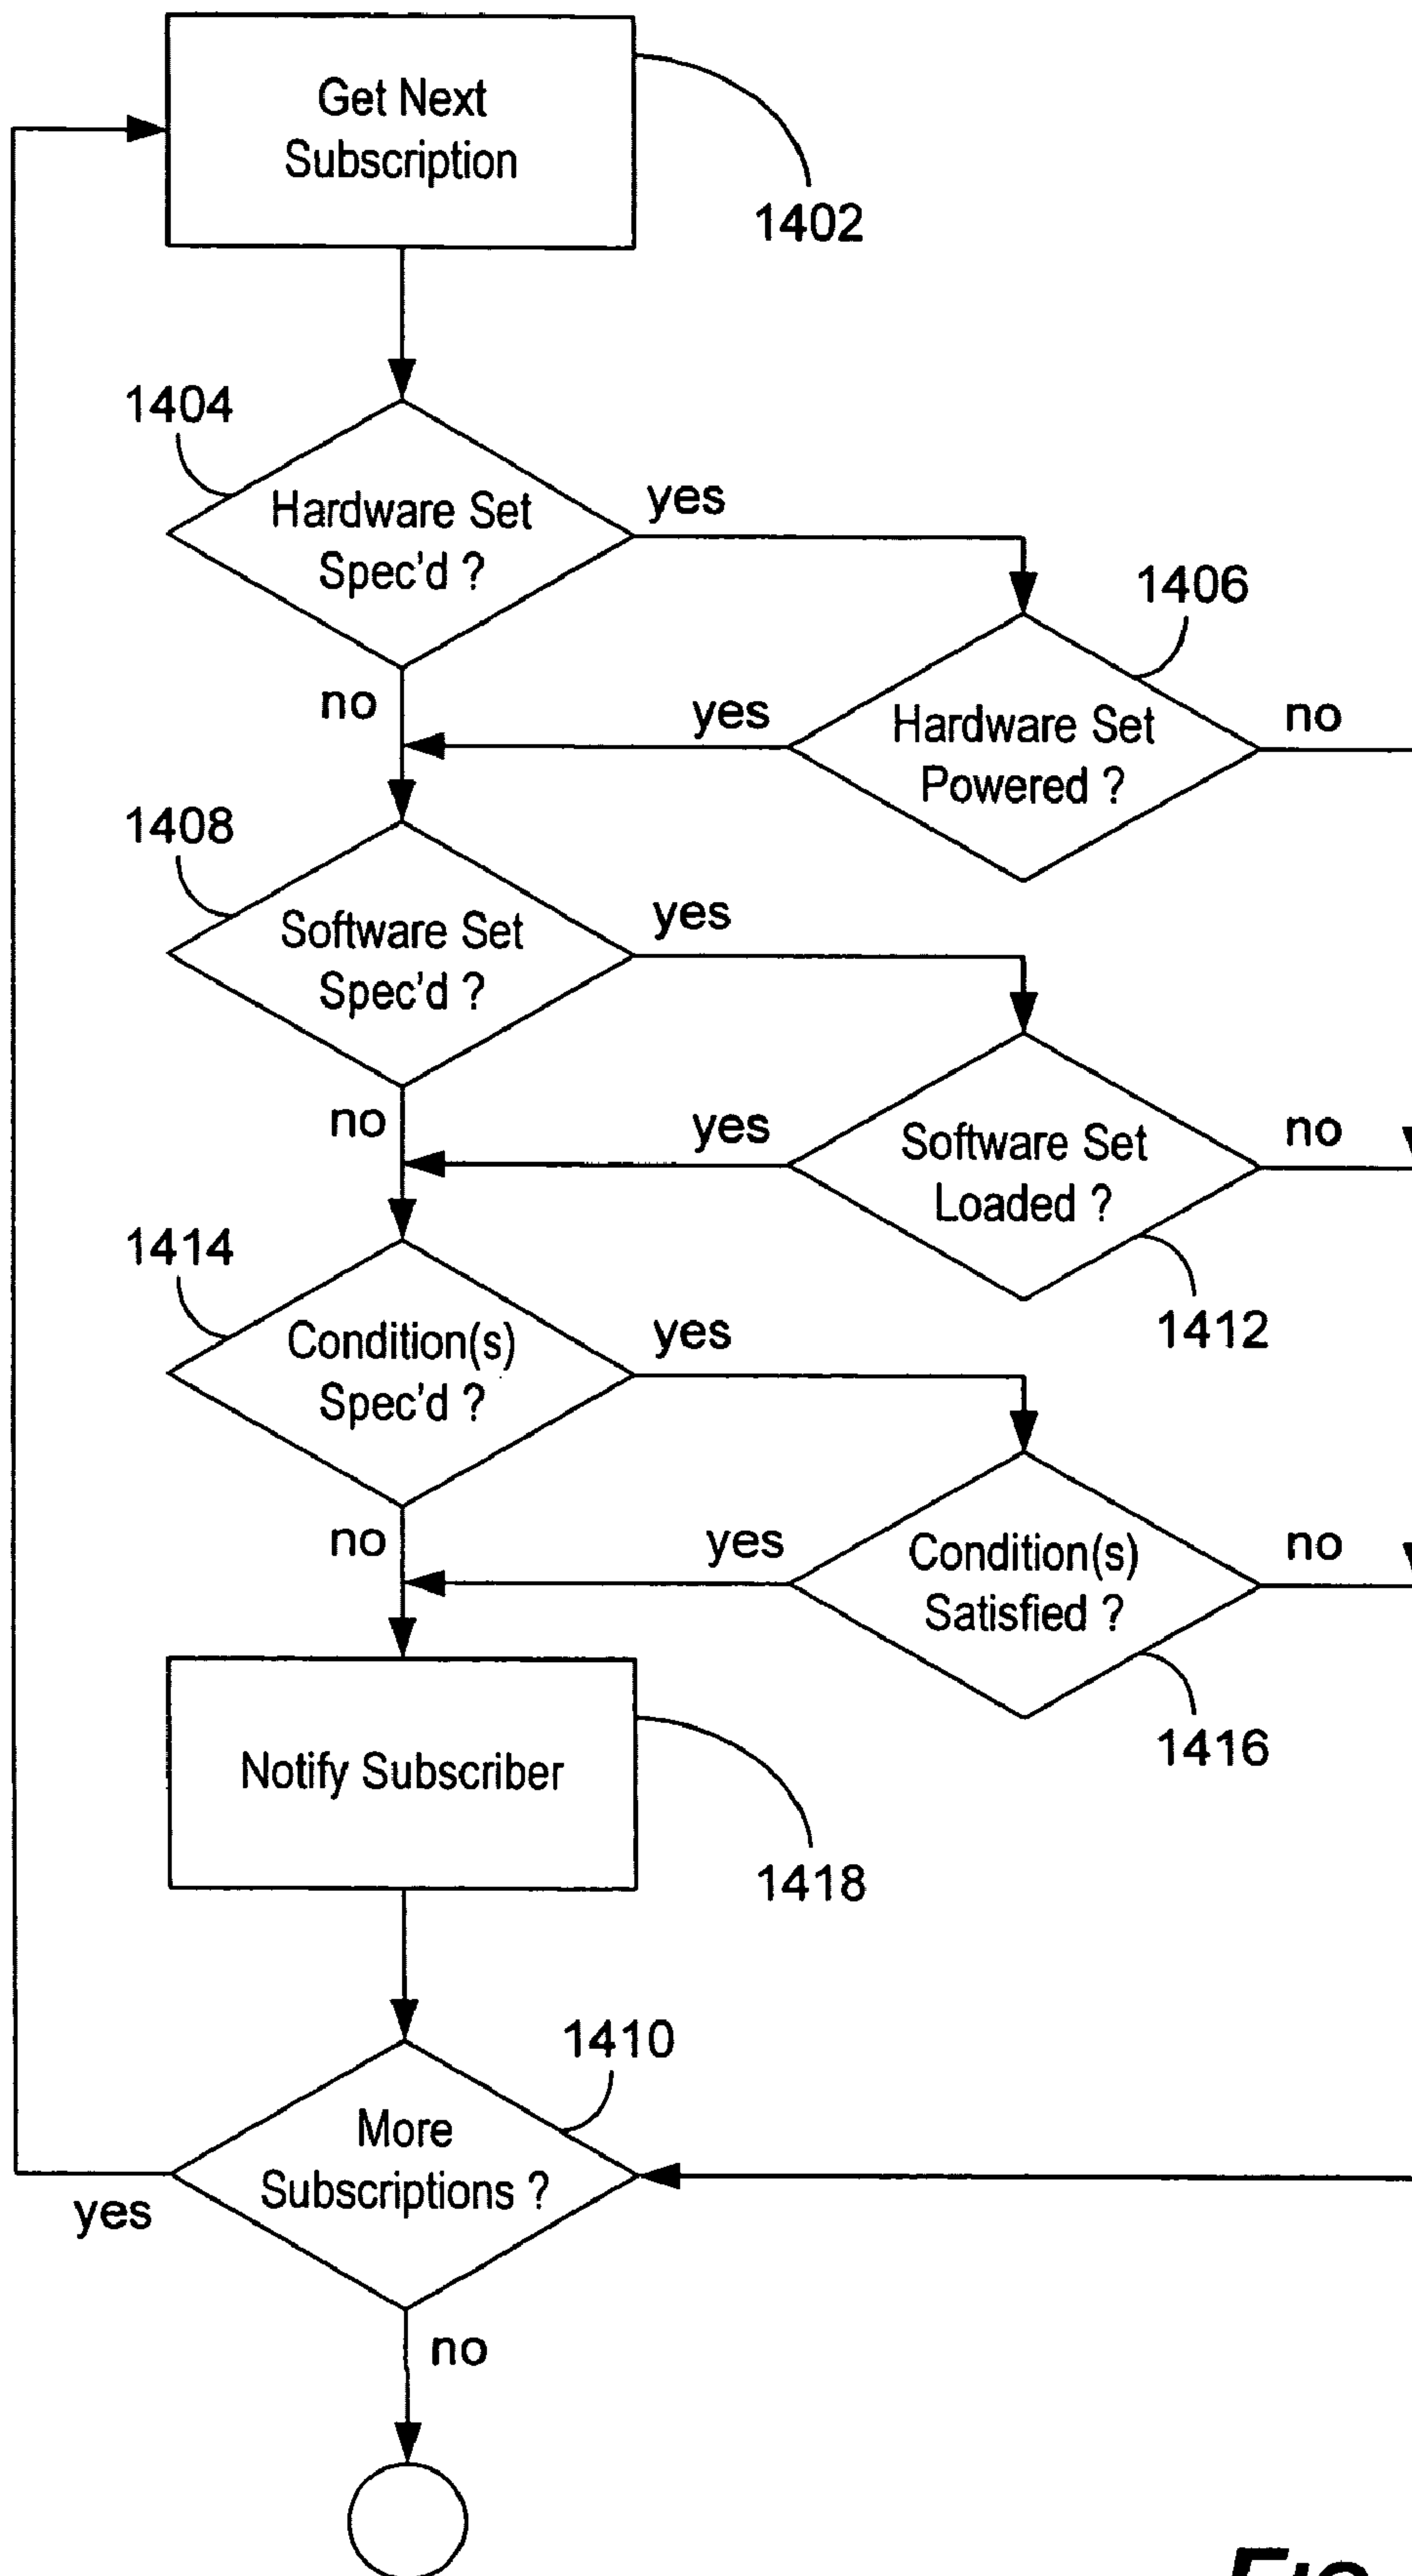 Get Next
Subscription
1402
1404
Hardware Set
Spec'd ?
yes
no
1406
Hardware Set
Powered ?
yes
no
1408
Software Set
Spec'd ?
yes
no
Software Set
Loaded ?
yes
no
1412
1414
Condition(s)
Spec'd ?
yes
no
Condition(s)
Satisfied ?
yes
no
1416
Notify Subscriber
1418
1410
More
Subscriptions ?
yes
no